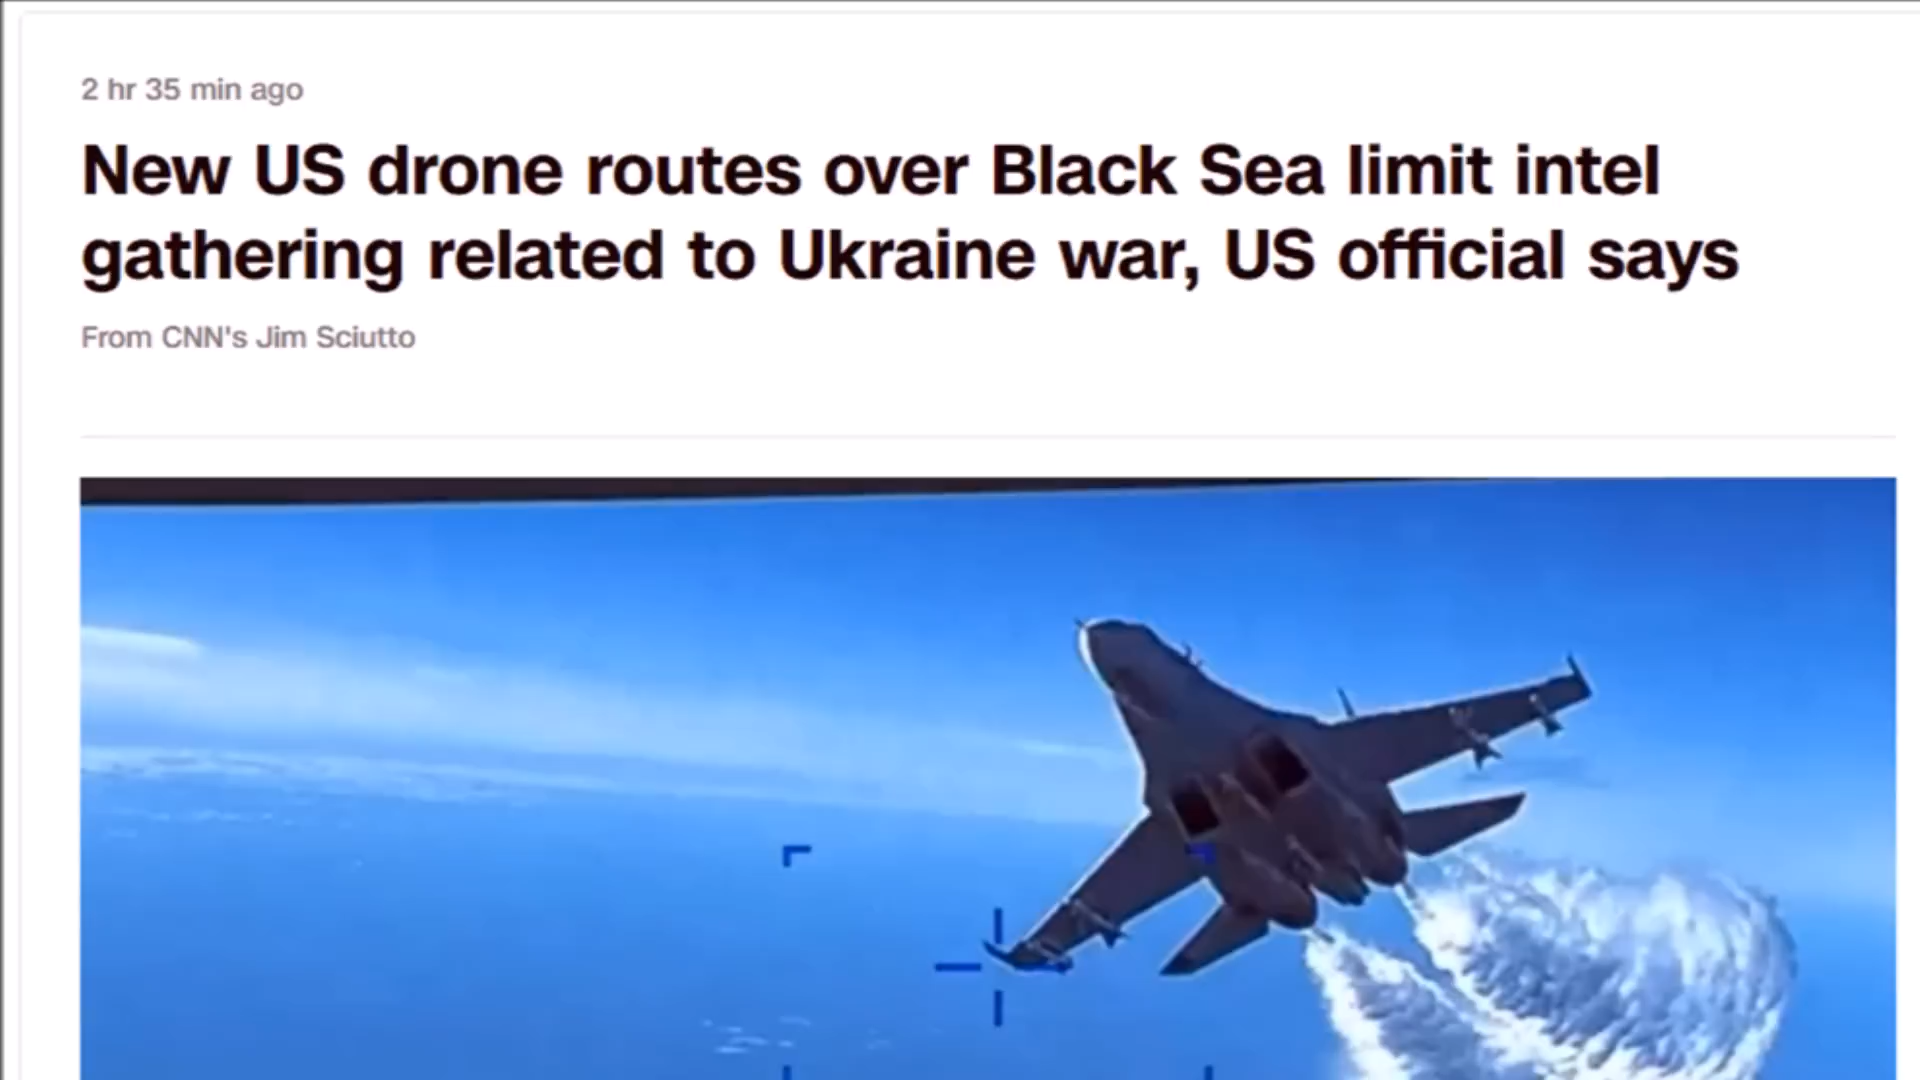 2 hr 35 min ago
New US drone routes over Black Sea limit intel
gathering related to Ukraine war, US official says
From CNN's Jim Sciutto